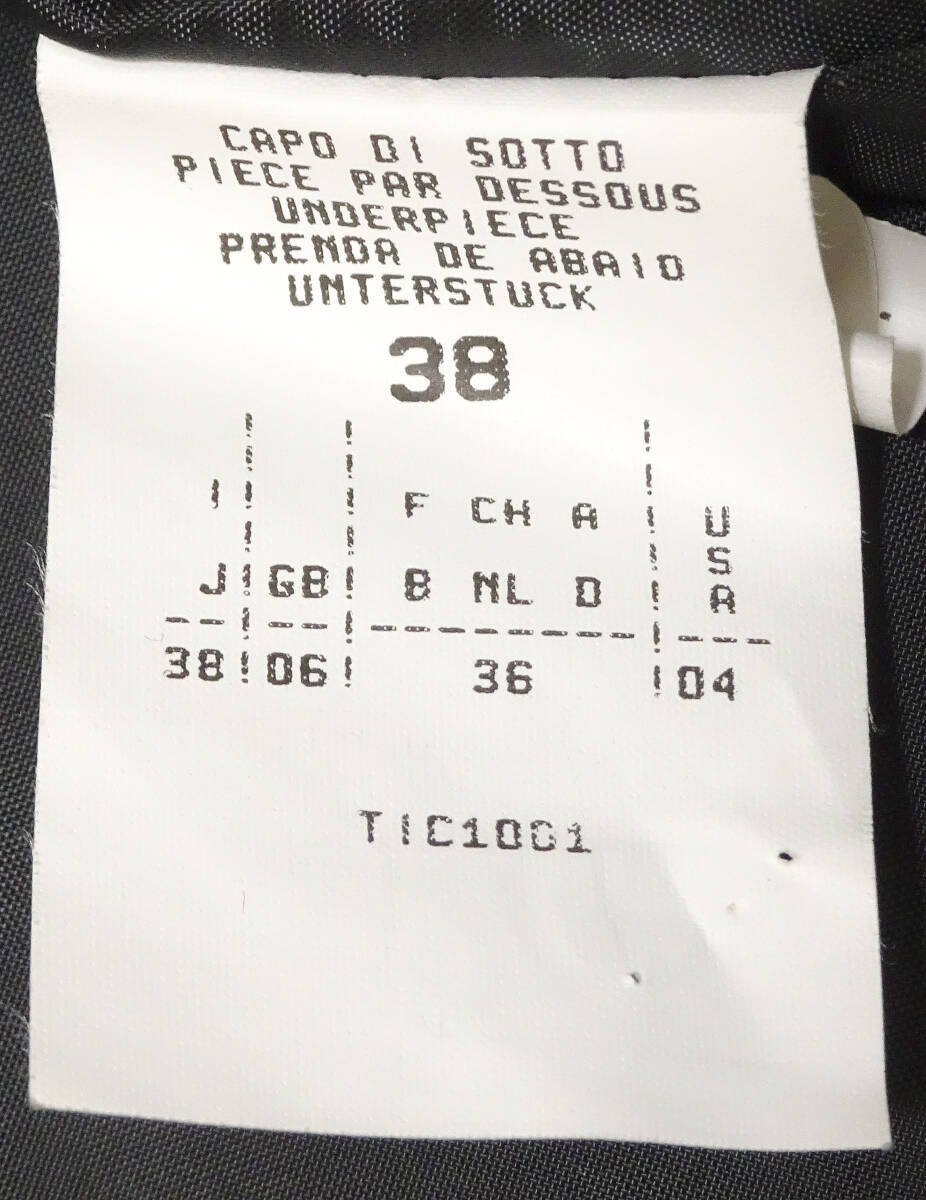 CAPO DI SOTTO
PIECE PAR DESSOUS
UNDERPIECE
PRENDA DE ABAIO
UNTERSTUCK
38
F CH A USA
J GB B NL D
38 06 36 04